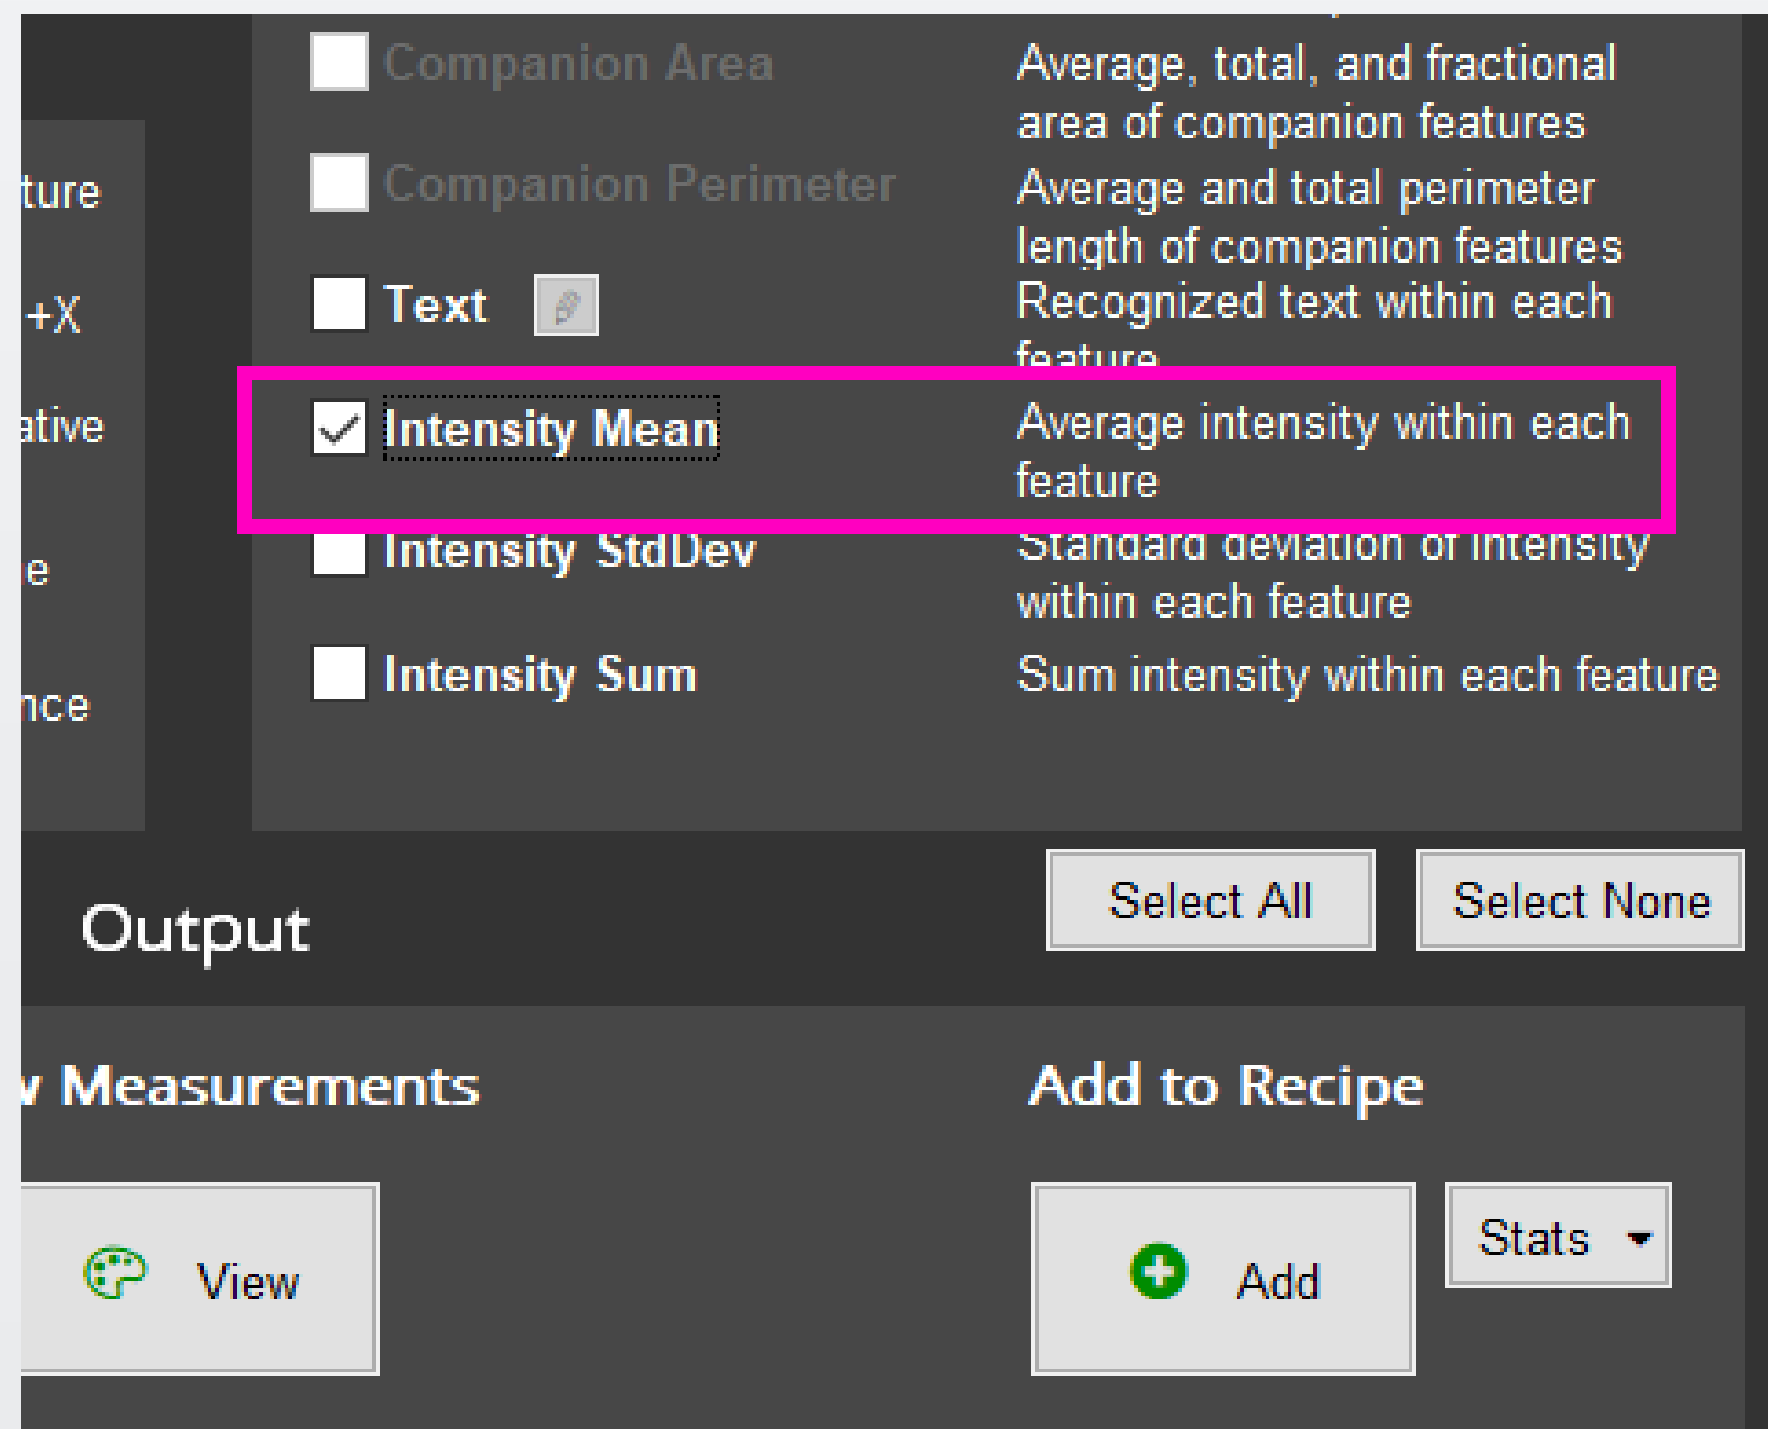 Companion Area
Average, total, and fractional
area of companion features
ture
Companion Perimeter
Average and total perimeter
length of companion features
+X
Text
Recognized text within each
feature
ative
Intensity Mean
Average intensity within each
feature
e
Intensity StdDev
Standard deviation of intensity
within each feature
nce
Intensity Sum
Sum intensity within each feature
Select All
Select None
Output
w Measurements
Add to Recipe
View
Add
Stats